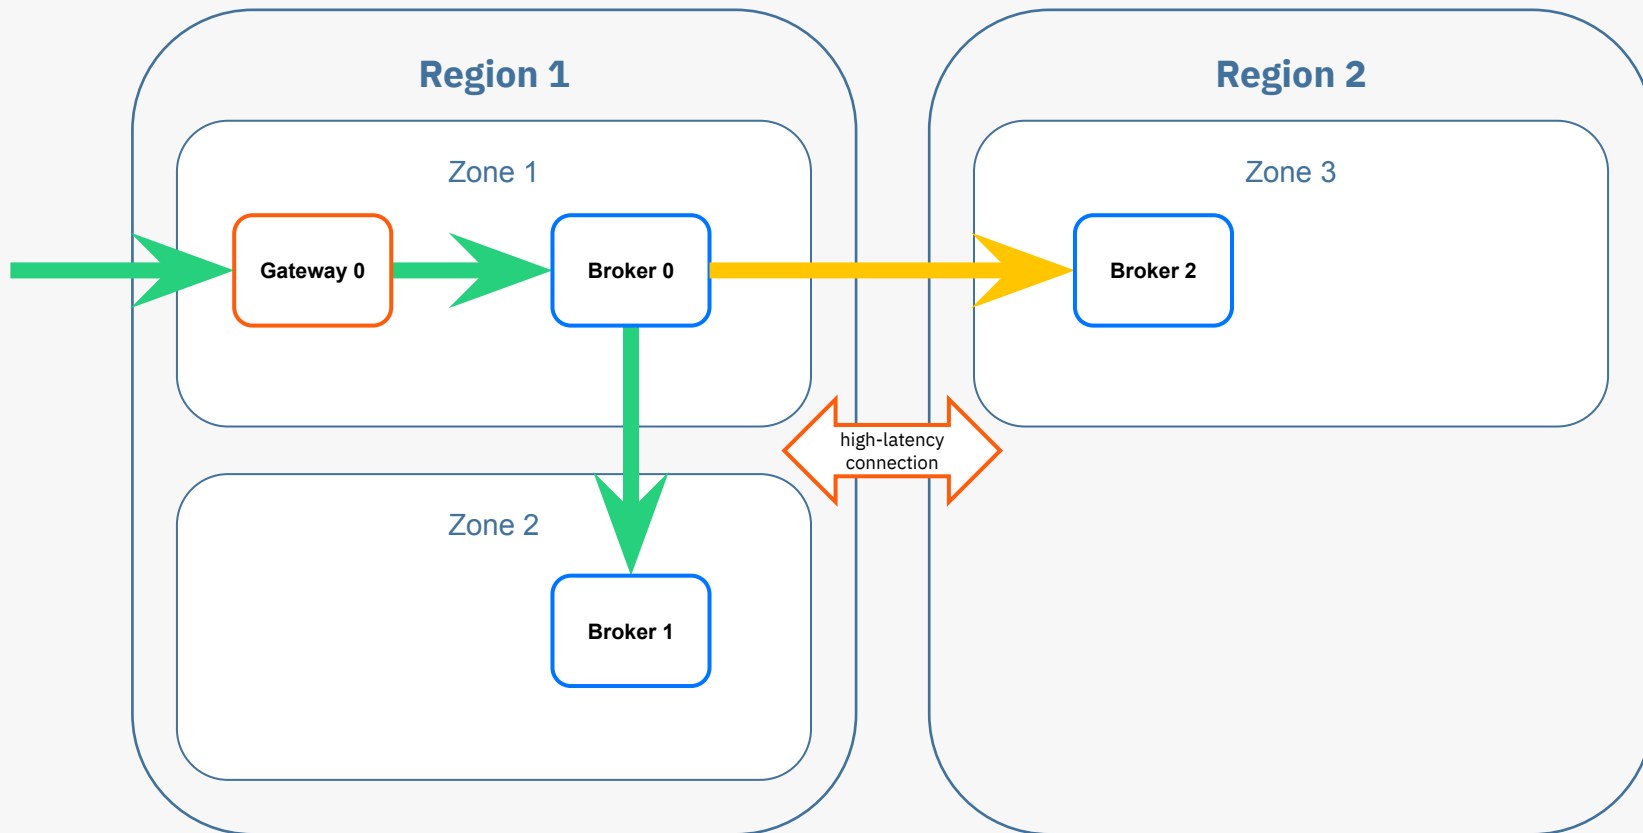 Region 1
Region 2
Zone 1
Zone 3
Gateway 0
Broker 0
Broker 2
high-latency
connection
Zone 2
Broker 1